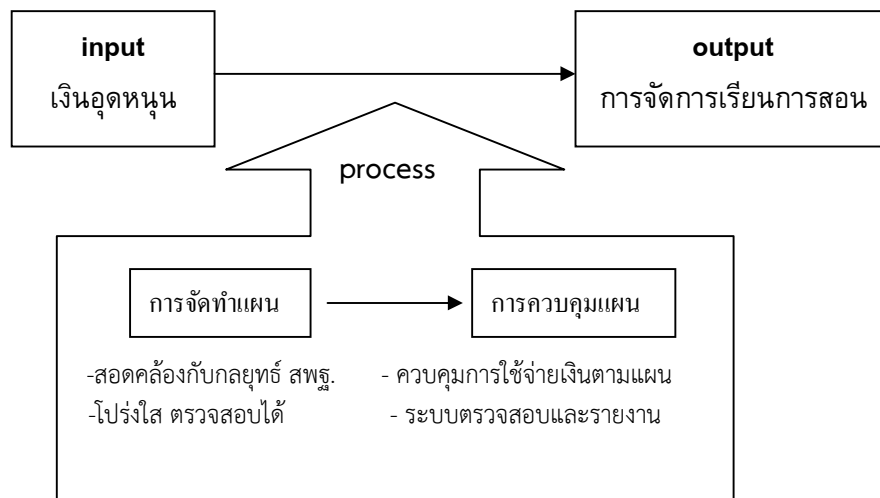 input
เงินอุดหนุน
output
การจัดการเรียนการสอน
process
การจัดทำแผน
การควบคุมแผน
-สอดคล้องกับกลยุทธ์ สพฐ.
- ควบคุมการใช้จ่ายเงินตามแผน
-โปร่งใส ตรวจสอบได้
- ระบบตรวจสอบและรายงาน